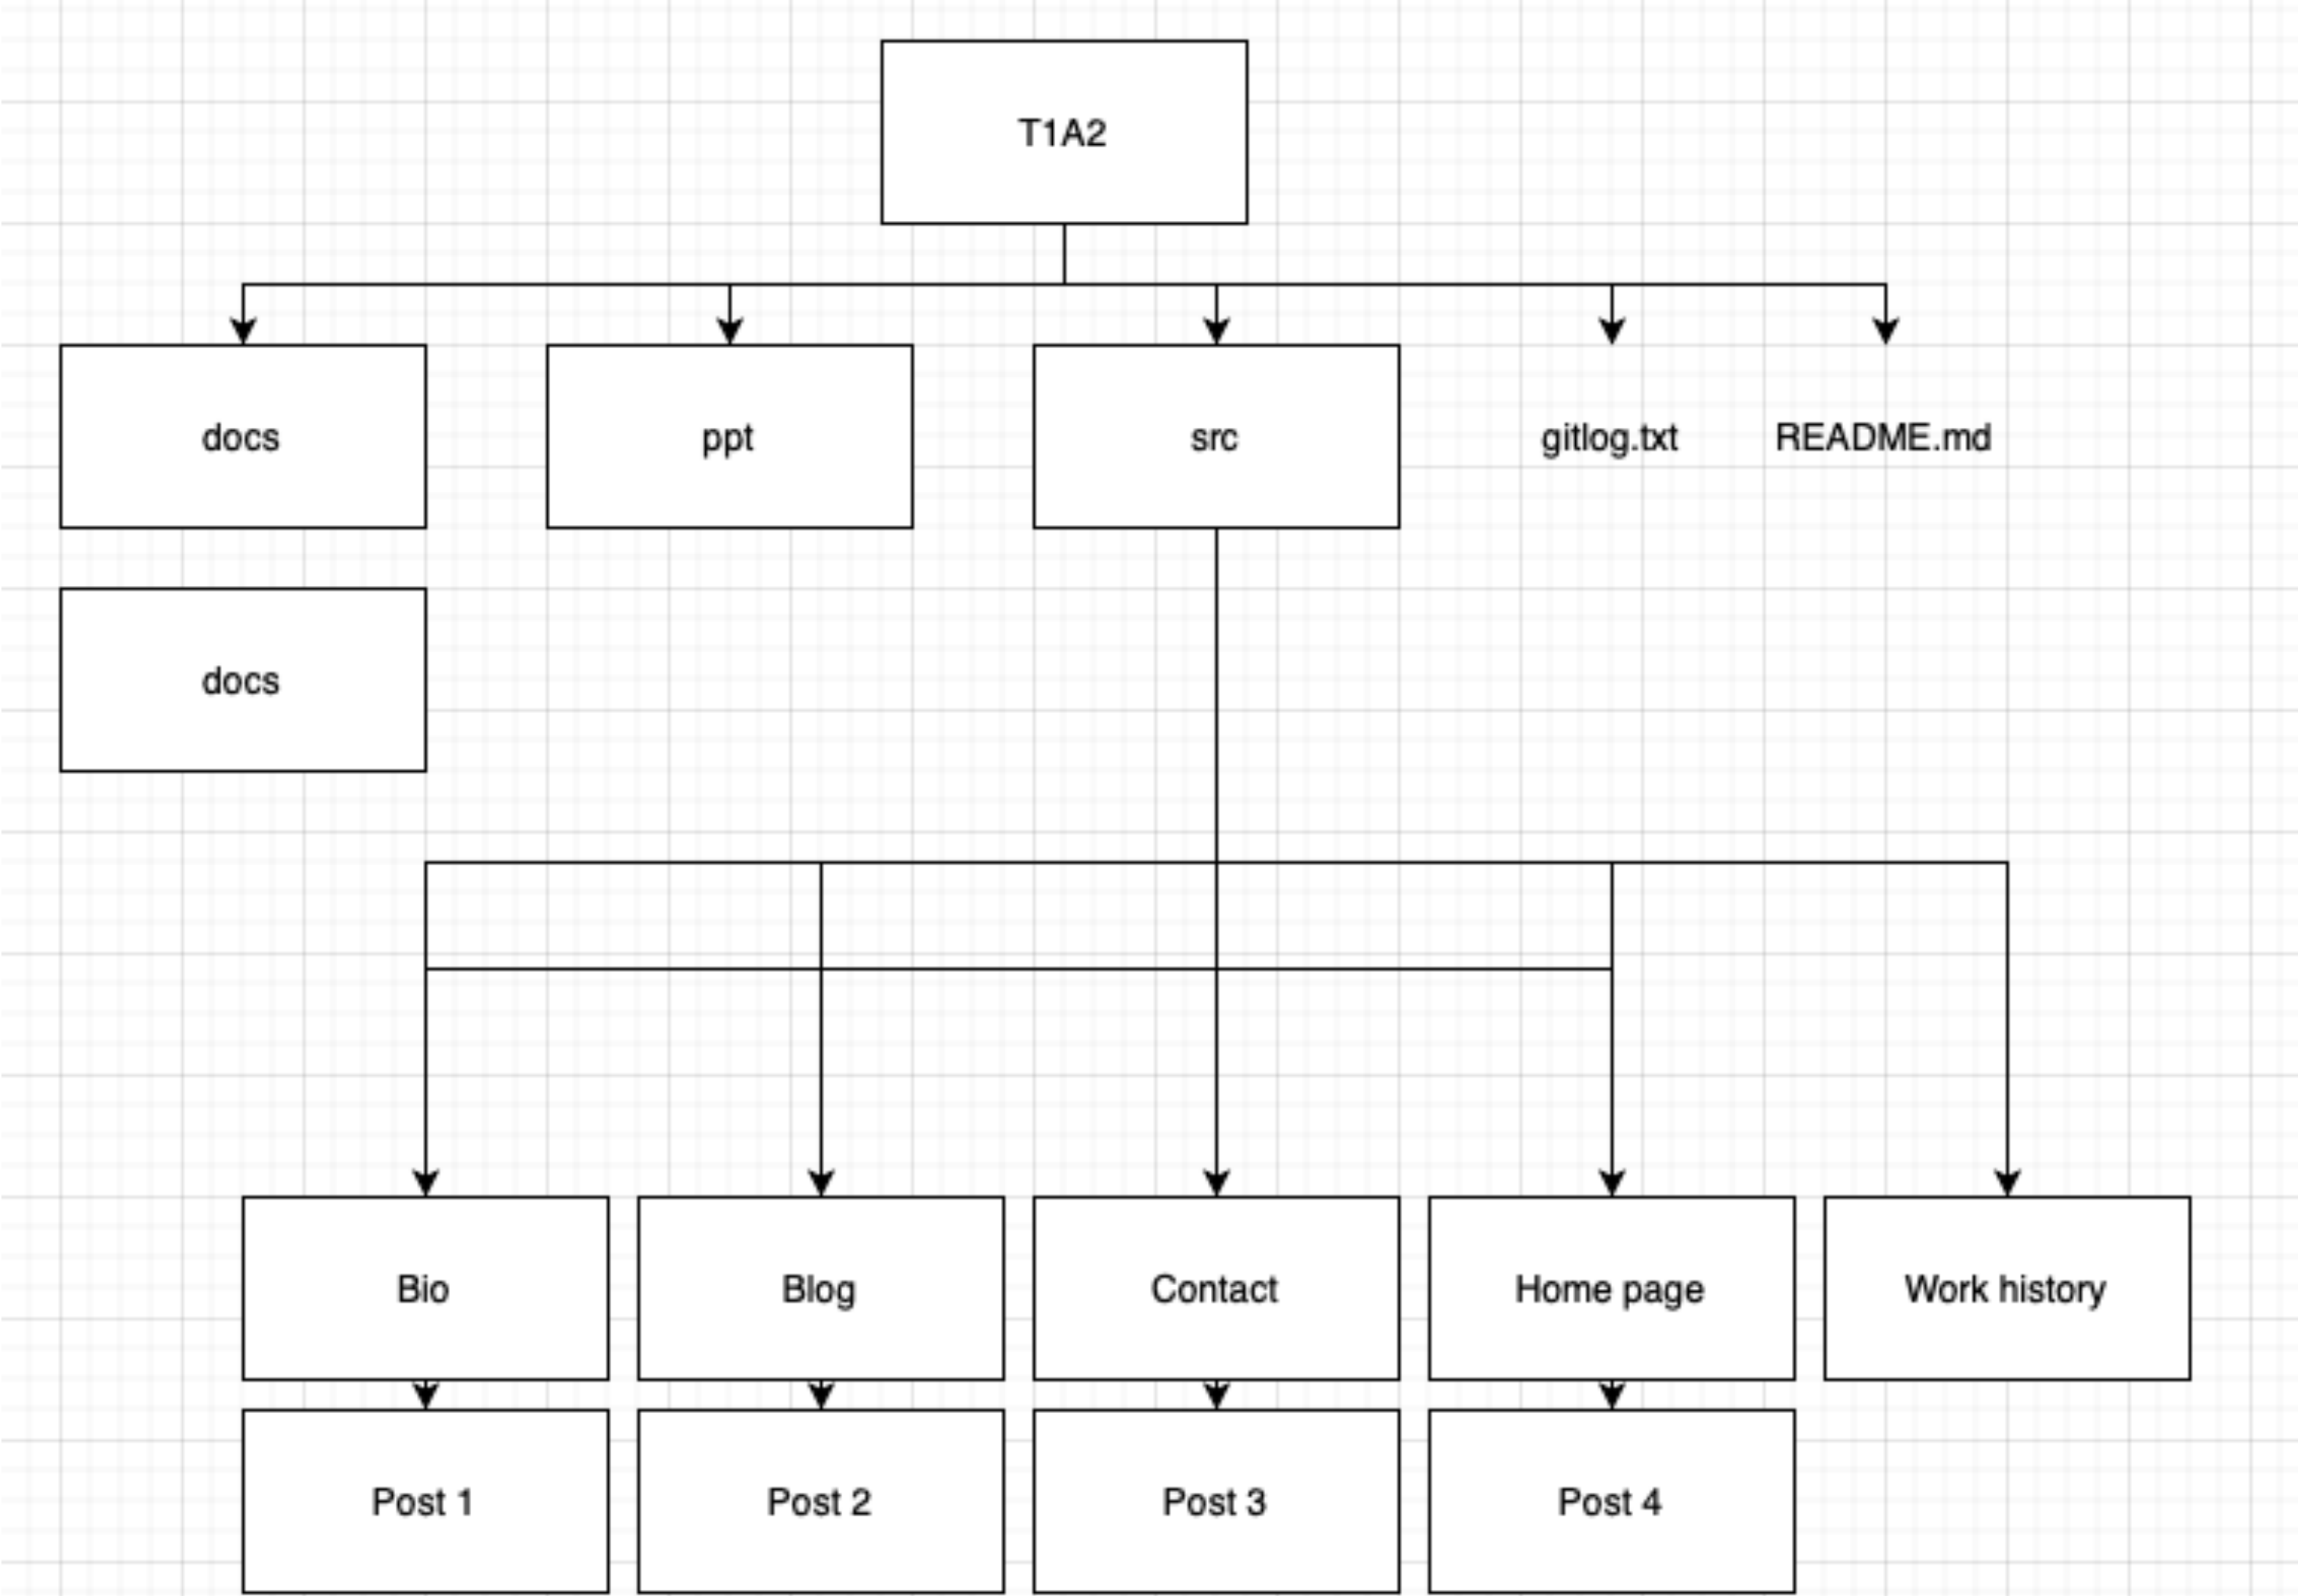 T1A2
docs
ppt
src
gitlog.txt
README.md
docs
Bio
Blog
Contact
Home page
Work history
Post 1
Post 2
Post 3
Post 4